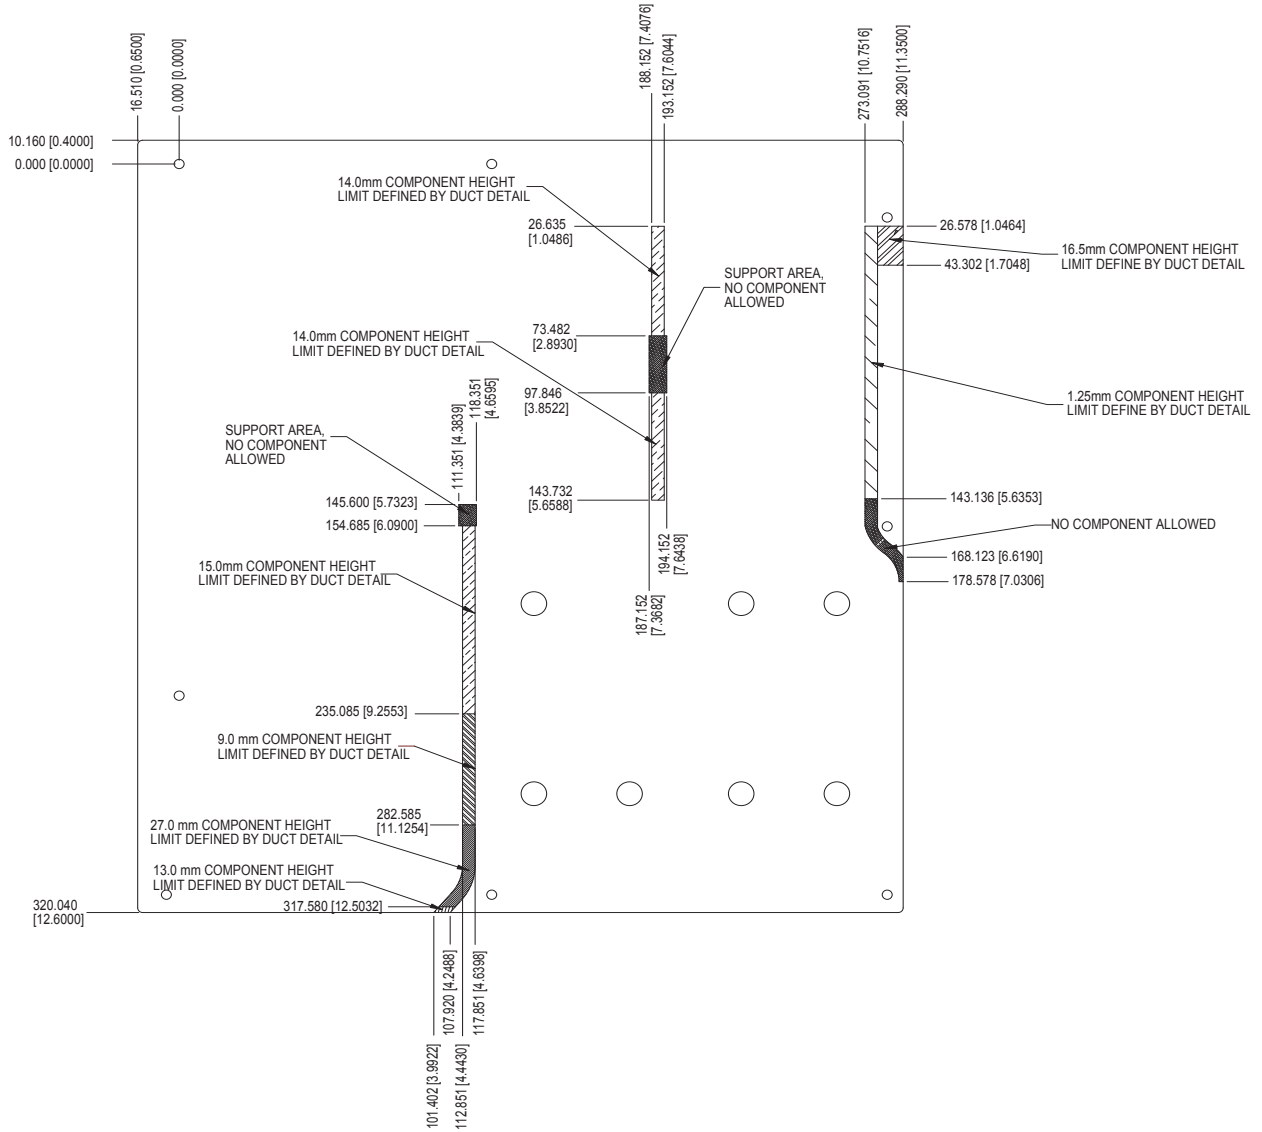 16.510 [0.6500]
0.000 [0.0000]
188.152 [7.4076]
193.152 [7.6044]
273.091 [10.7516]
288.290 [11.3500]
10.160 [0.4000]
0.000 [0.0000]
14.0mm COMPONENT HEIGHT
LIMIT DEFINED BY DUCT DETAIL
26.635
[1.0486]
26.578 [1.0464]
16.5mm COMPONENT HEIGHT
LIMIT DEFINE BY DUCT DETAIL
43.302 [1.7048]
SUPPORT AREA,
NO COMPONENT
ALLOWED
14.0mm COMPONENT HEIGHT
LIMIT DEFINED BY DUCT DETAIL
73.482
[2.8930]
97.846
[3.8522]
1.25mm COMPONENT HEIGHT
LIMIT DEFINE BY DUCT DETAIL
111.351 [4.3839]
118.351
[4.6595]
SUPPORT AREA,
NO COMPONENT
ALLOWED
145.600 [5.7323]
154.685 [6.0900]
143.732
[5.6588]
143.136 [5.6353]
NO COMPONENT ALLOWED
168.123 [6.6190]
178.578 [7.0306]
194.152
[7.6438]
187.152
[7.3682]
15.0mm COMPONENT HEIGHT
LIMIT DEFINED BY DUCT DETAIL
235.085 [9.2553]
9.0 mm COMPONENT HEIGHT
LIMIT DEFINED BY DUCT DETAIL
282.585
[11.1254]
27.0 mm COMPONENT HEIGHT
LIMIT DEFINED BY DUCT DETAIL
13.0 mm COMPONENT HEIGHT
LIMIT DEFINED BY DUCT DETAIL
317.580 [12.5032]
320.040
[12.6000]
101.402 [3.9922]
107.920 [4.2488]
112.851 [4.4430]
117.851 [4.6398]